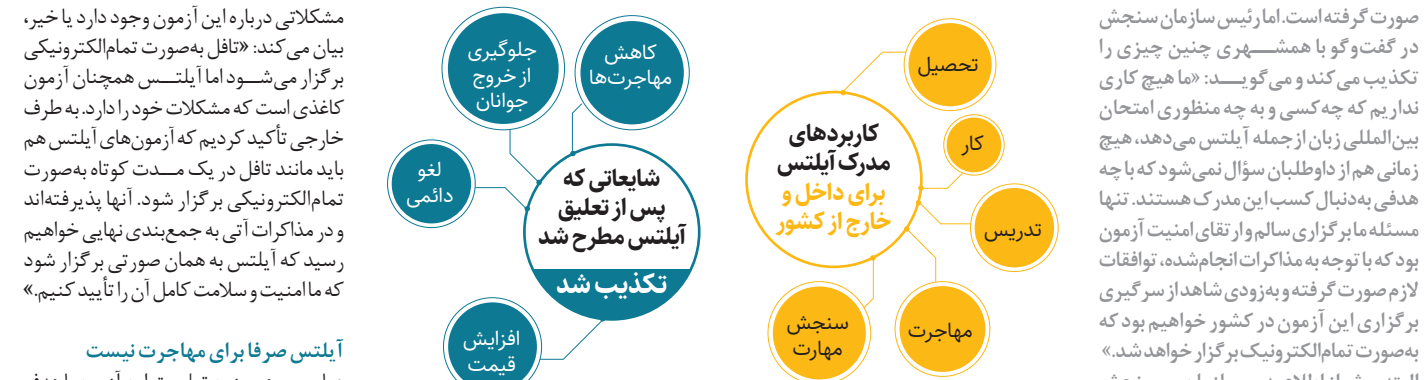 صورت گرفته است. اما رئیس سازمان سنجش
در گفت‌وگو با همشهری چنین چیزی را
تکذیب می‌کند و می‌گوید: «ما هیچ کاری
نداریم که چه کسی و به چه منظوری امتحان
بین‌المللی زبان ازجمله آیلتس می‌دهد، هیچ
زمانی هم از داوطلبان سؤال نمی‌شود که با چه
هدفی به‌دنبال کسب این مدرک هستند. تنها
مسئله ما برگزاری سالم و ارتقای امنیت آزمون
بود که با توجه به مذاکرات انجام‌شده، توافقات
لازم صورت گرفته و به‌زودی شاهد از سر گیری
برگزاری این آزمون در کشور خواهیم بود که
به‌صورت تمام‌الکترونیک برگزار خواهد شد.»
تحصیل
کار
کاربردهای
مدرک آیلتس
برای داخل و
خارج از کشور
تدریس
مهاجرت
سنجش
مهارت
کاهش
مهاجرت‌ها
جلوگیری
از خروج
جوانان
لغو
دائمی
شایعاتی که
پس از تعلیق
آیلتس مطرح شد
تکذیب شد
افزایش
قیمت
مشکلاتی درباره این آزمون وجود دارد یا خیر،
بیان می‌کند: «تافل به‌صورت تمام‌الکترونیکی
برگزار می‌شود اما آیلتس همچنان آزمون
کاغذی است که مشکلات خود را دارد. به طرف
خارجی تأکید کردیم که آزمون‌های آیلتس هم
باید مانند تافل در یک مدت کوتاه به‌صورت
تمام‌الکترونیکی برگزار شود. آنها پذیرفته‌اند
و در مذاکرات آتی به جمع‌بندی نهایی خواهیم
رسید که آیلتس به همان صورتی برگزار شود
که ما امنیت و سلامت کامل آن را تأیید کنیم.»
آیلتس صرفا برای مهاجرت نیست